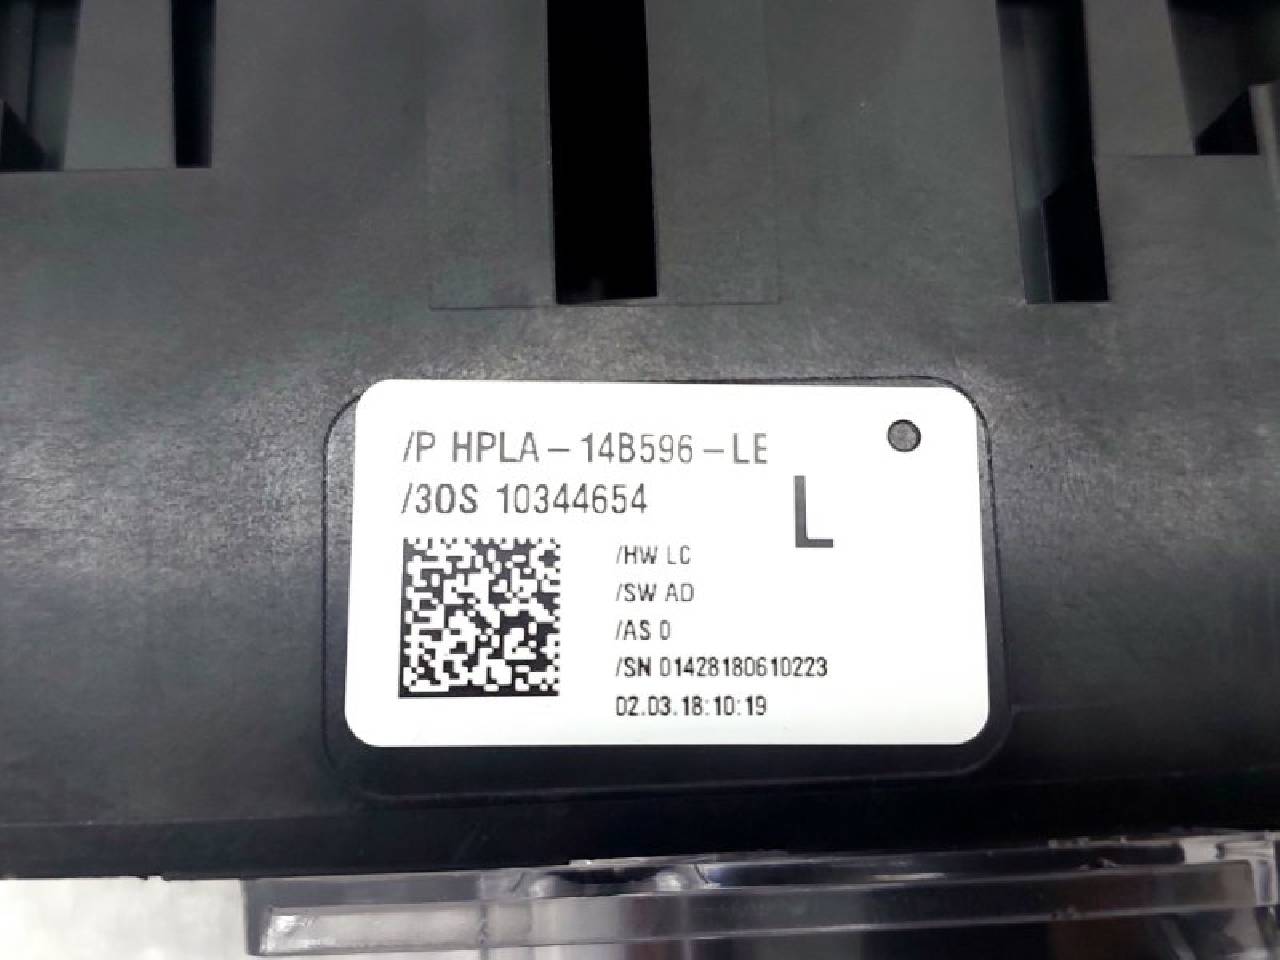 /P HPLA-14B596-LE
/30S 10344654
L
/HW LC
/SW AD
/AS 0
/SN 01428180610223
02.03.18:10:19